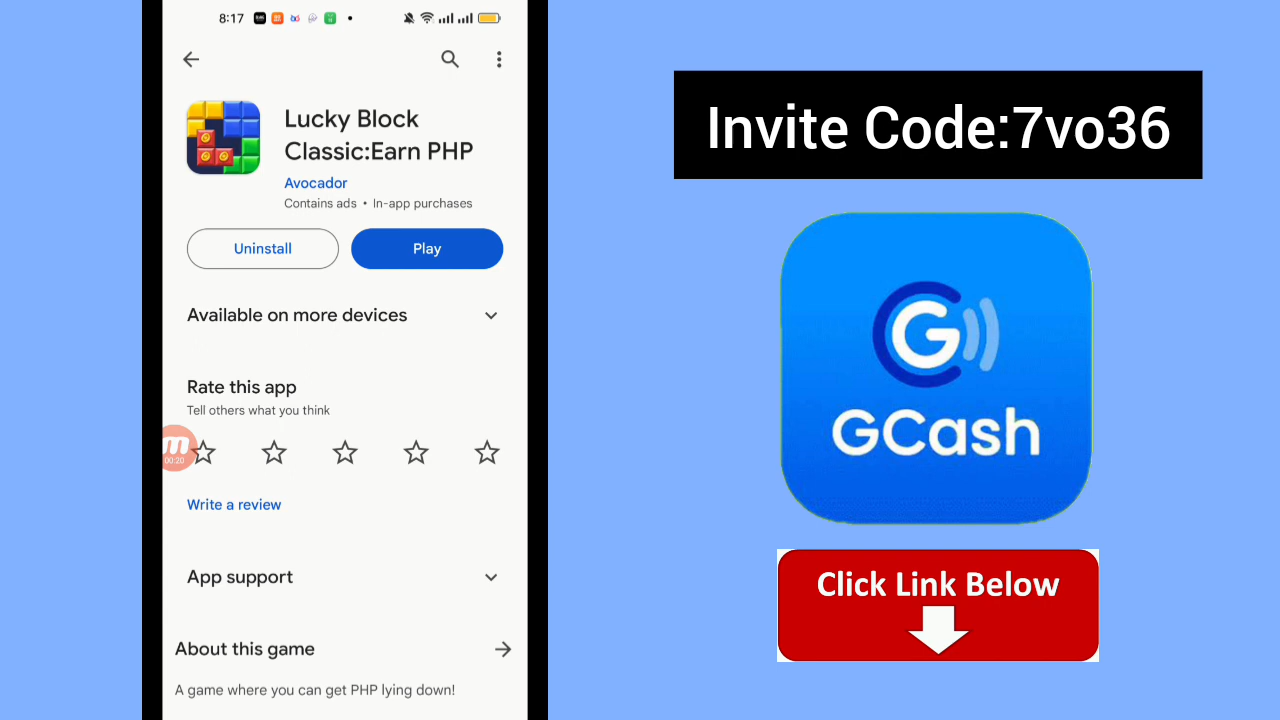 8:17
Lucky Block
Classic:Earn PHP
Avocador
Contains ads • In-app purchases
Uninstall
Play
Available on more devices
Rate this app
Tell others what you think
00:20
Write a review
App support
About this game
A game where you can get PHP lying down!
Invite Code:7vo36
GCash
Click Link Below